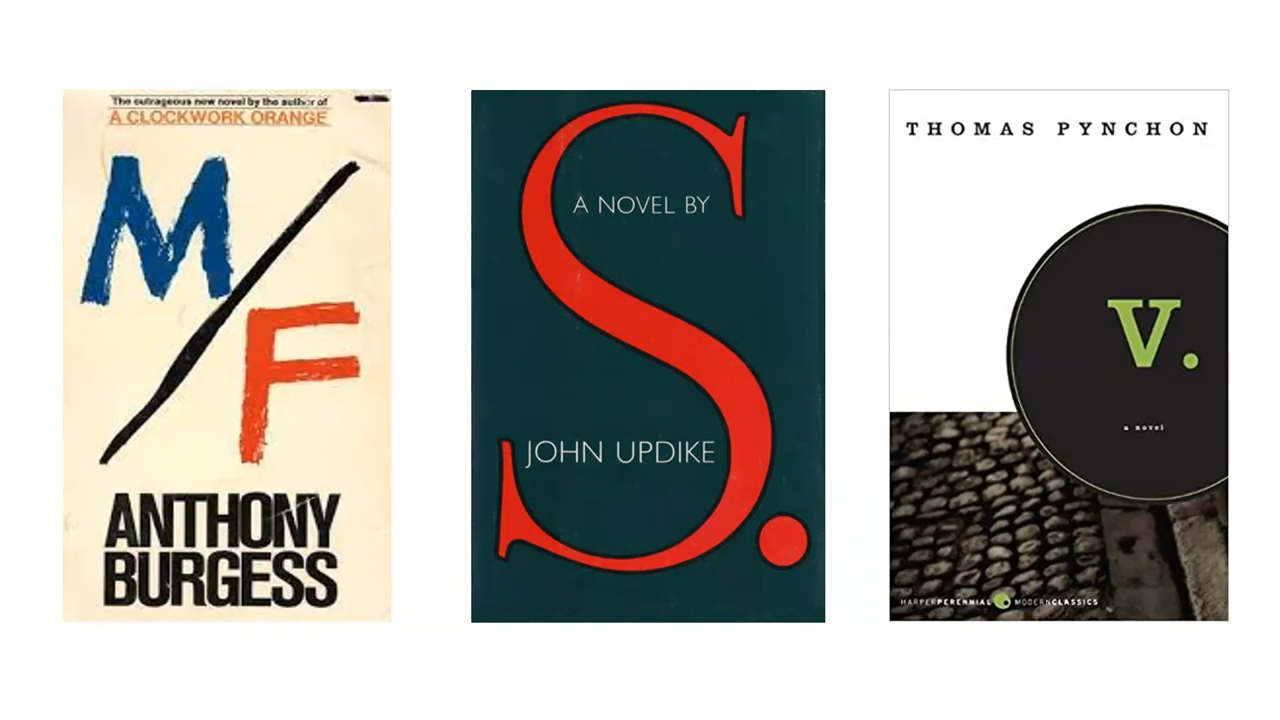 The outrageous new novel by the author of
A CLOCKWORK ORANGE
M/F
ANTHONY
BURGESS
S.
A NOVEL BY
JOHN UPDIKE
THOMAS PYNCHON
V.
a novel
HARPERPERENNIAL MODERNCLASSICS